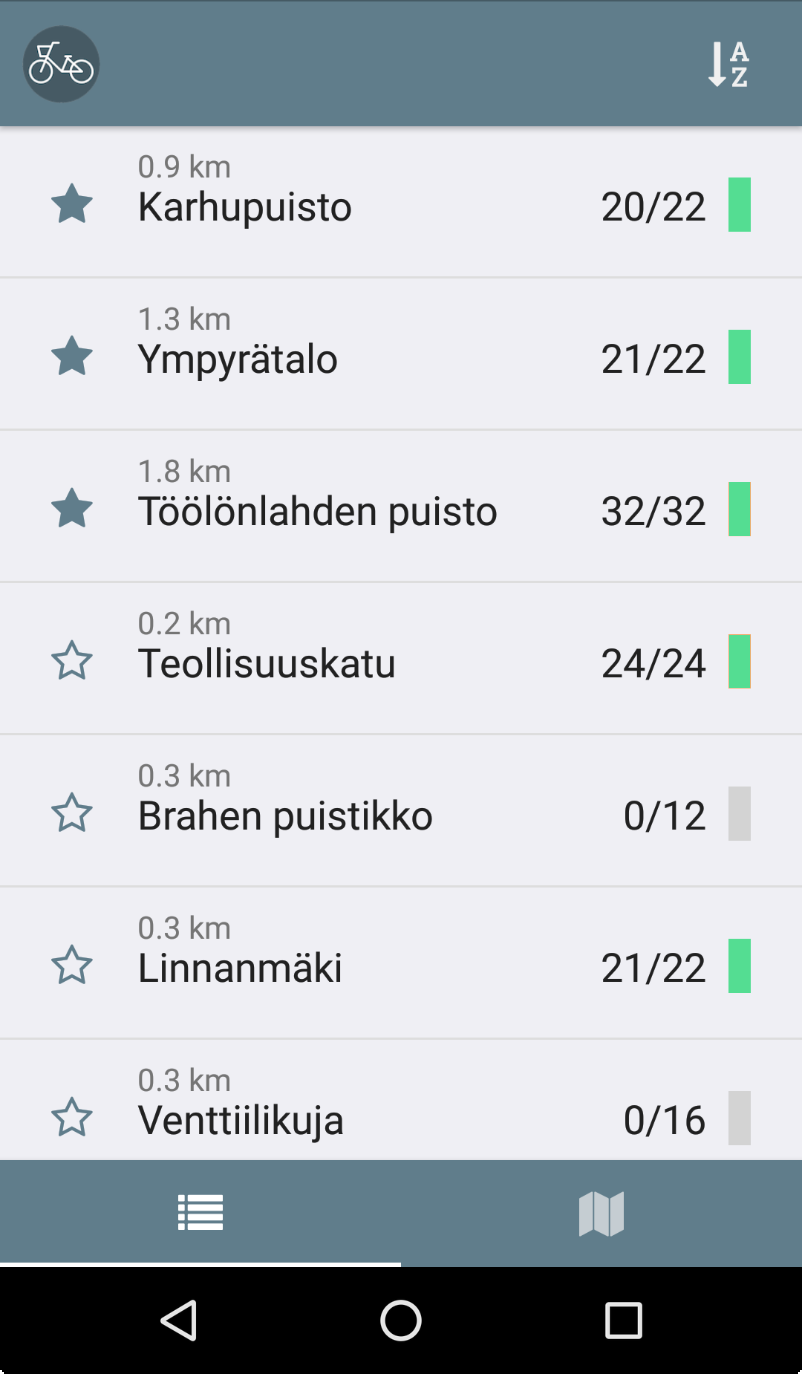 A
Z
0.9 km
Karhupuisto 20/22
1.3 km
Ympyrätalo 21/22
1.8 km
Töölönlahden puisto 32/32
0.2 km
Teollisuuskatu 24/24
0.3 km
Brahen puistikko 0/12
0.3 km
Linnanmäki 21/22
0.3 km
Venttiilikuja 0/16